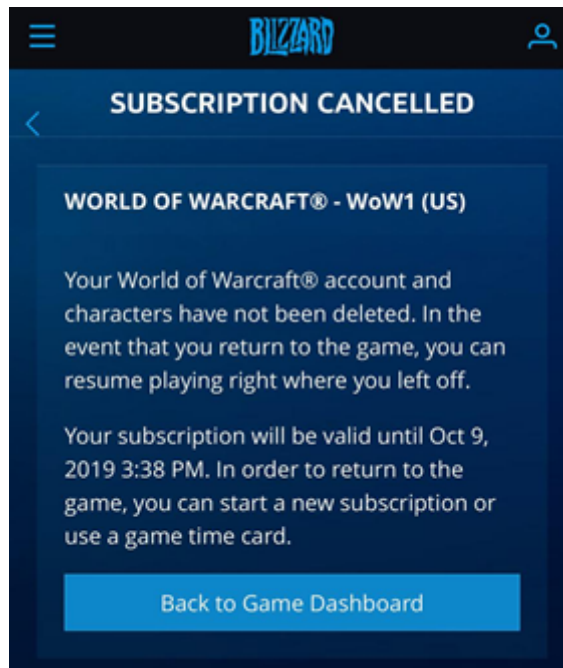 BLIZZARD
SUBSCRIPTION CANCELLED
WORLD OF WARCRAFT® - WoW1 (US)
Your World of Warcraft® account and
characters have not been deleted. In the
event that you return to the game, you can
resume playing right where you left off.
Your subscription will be valid until Oct 9,
2019 3:38 PM. In order to return to the
game, you can start a new subscription or
use a game time card.
Back to Game Dashboard